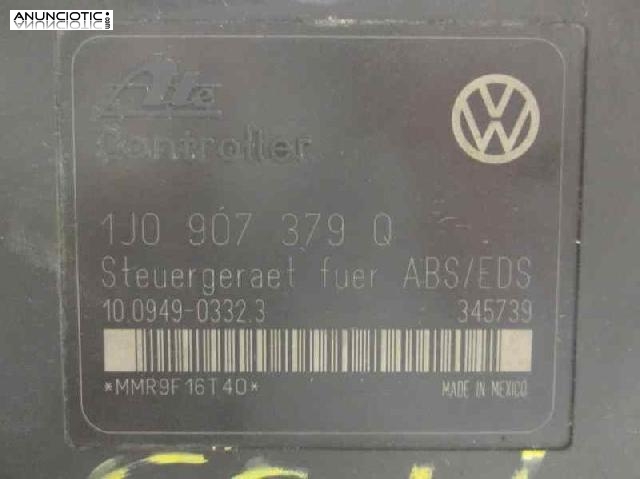 ANUNCIOTIC.com
Ate
Controller
1J0 907 379 Q
Steuergeraet fuer ABS/EDS
10.0949-0332.3 345739
*MMR9F16T40*
MADE IN MEXICO